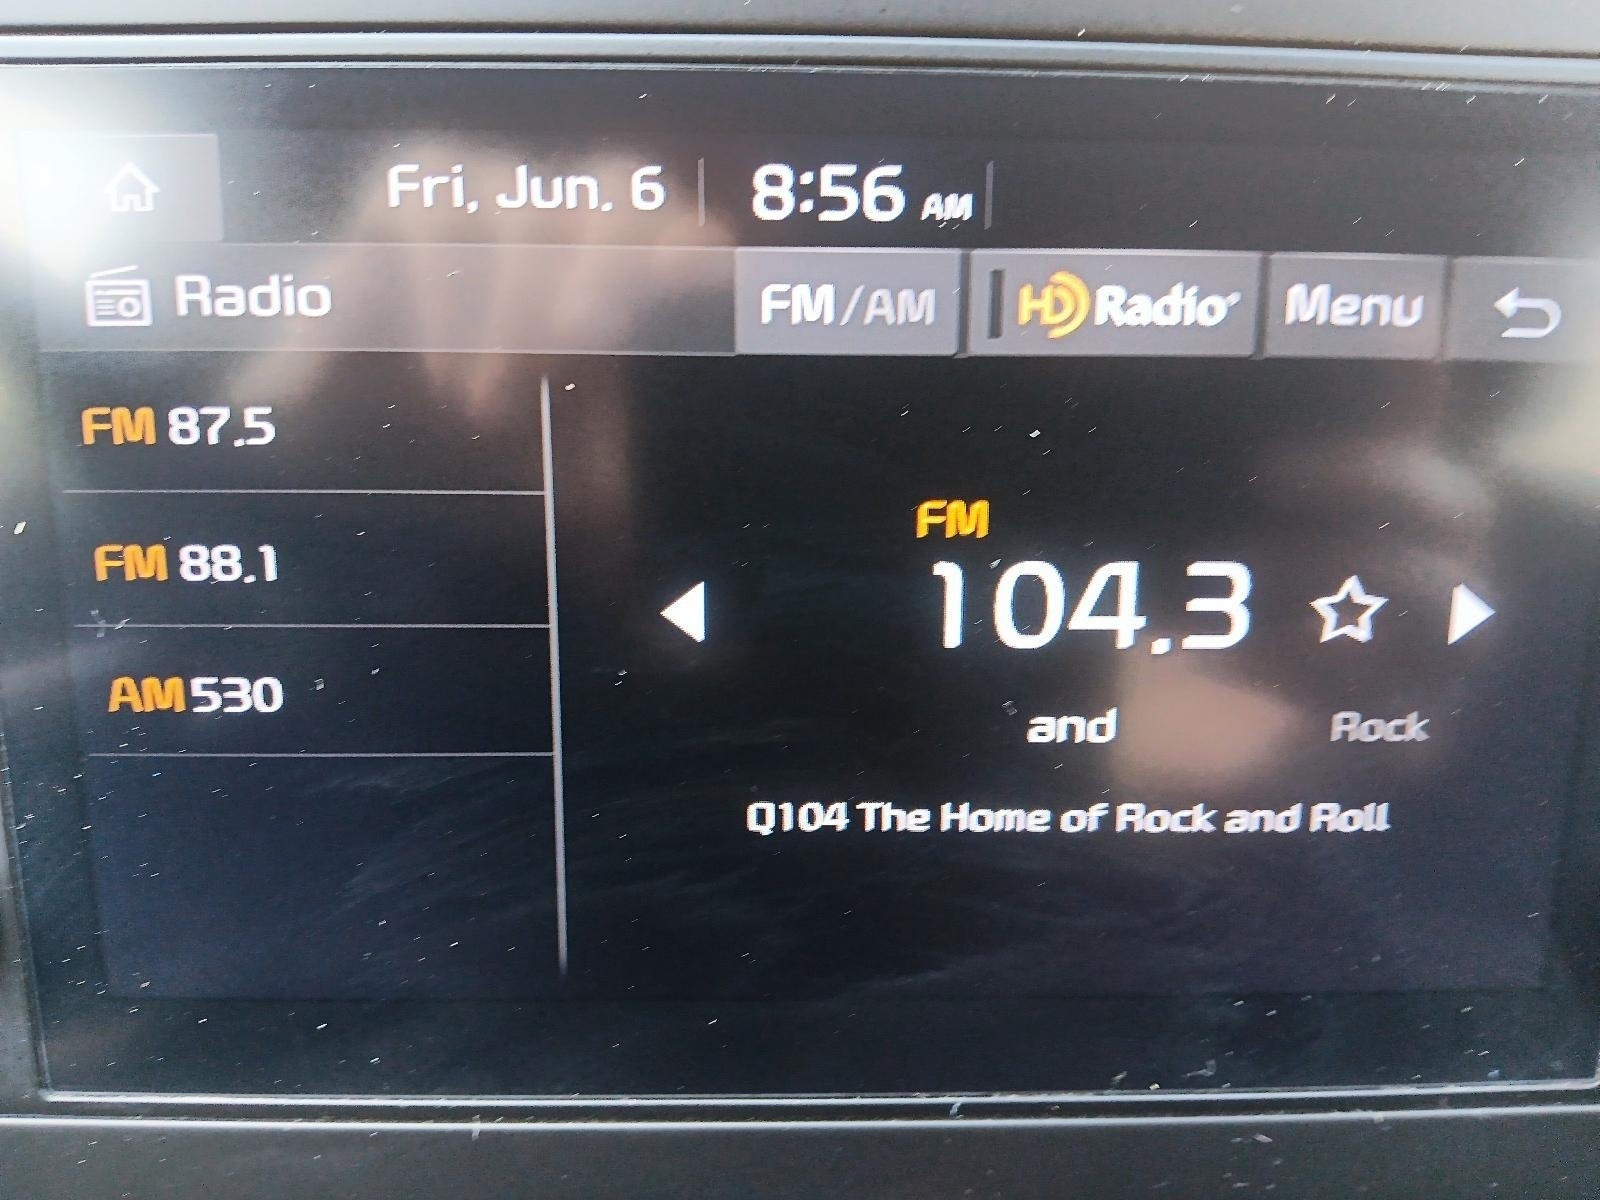 Fri, Jun. 6 8:56 AM
Radio FM/AM HD Radio Menu
FM 87.5
FM 88.1
AM 530
FM
104.3
and Rock
Q104 The Home of Rock and Roll